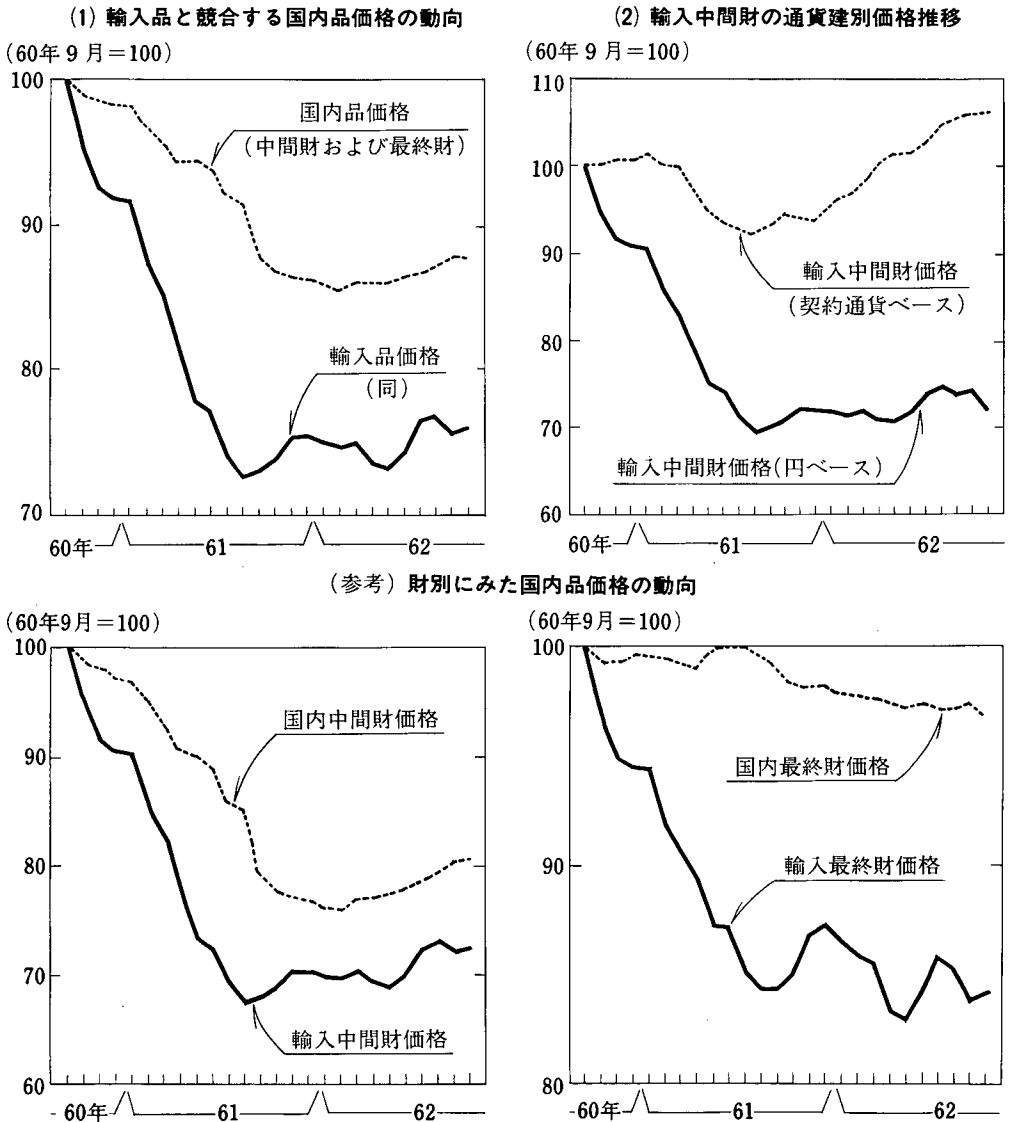 (1) 輸入品と競合する国内品価格の動向
(60年9月=100)
100
90
80
70
国内品価格
(中間財および最終財)
輸入品価格
(同)
60年
61
62
(2) 輸入中間財の通貨建別価格推移
(60年9月=100)
110
100
90
80
70
60
輸入中間財価格
(契約通貨ベース)
輸入中間財価格(円ベース)
60年
61
62
(参考) 財別にみた国内品価格の動向
(60年9月=100)
100
90
80
70
60
国内中間財価格
輸入中間財価格
60年
61
62
(60年9月=100)
100
90
80
国内最終財価格
輸入最終財価格
60年
61
62